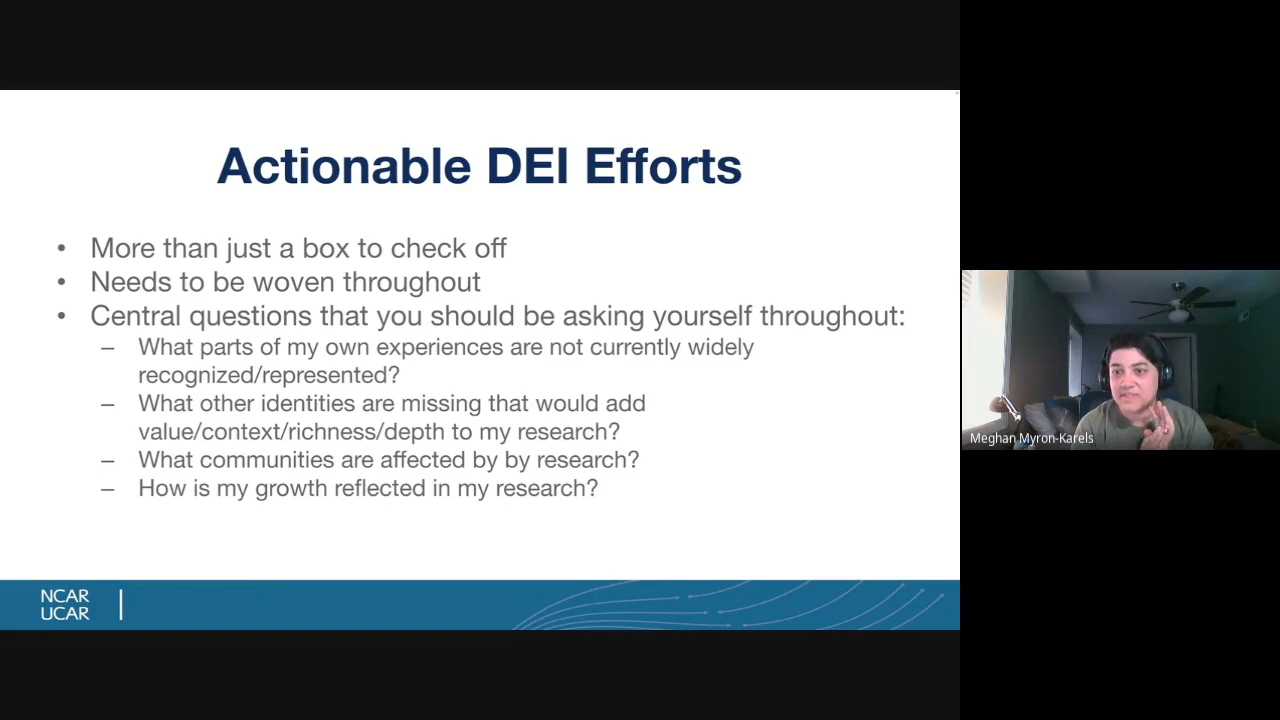 Actionable DEI Efforts
• More than just a box to check off
• Needs to be woven throughout
• Central questions that you should be asking yourself throughout:
– What parts of my own experiences are not currently widely
recognized/represented?
– What other identities are missing that would add
value/context/richness/depth to my research?
– What communities are affected by by research?
– How is my growth reflected in my research?
NCAR
UCAR
Meghan Myron-Karels